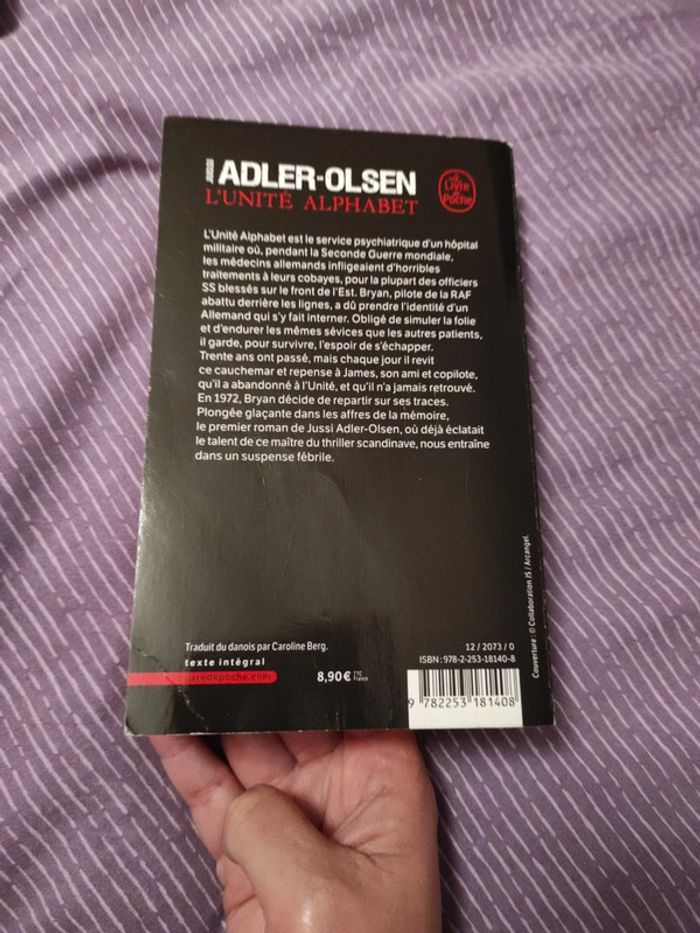 JUSSI
ADLER-OLSEN
L'UNITÉ ALPHABET
Le
Livre
de
Poche
L'Unité Alphabet est le service psychiatrique d'un hôpital
militaire où, pendant la Seconde Guerre mondiale,
les médecins allemands infligeaient d'horribles
traitements à leurs cobayes, pour la plupart des officiers
SS blessés sur le front de l'Est. Bryan, pilote de la RAF
abattu derrière les lignes, a dû prendre l'identité d'un
Allemand qui s'y fait interner. Obligé de simuler la folie
et d'endurer les mêmes sévices que les autres patients,
il garde, pour survivre, l'espoir de s'échapper.
Trente ans ont passé, mais chaque jour il revit
ce cauchemar et repense à James, son ami et copilote,
qu'il a abandonné à l'Unité, et qu'il n'a jamais retrouvé.
En 1972, Bryan décide de repartir sur ses traces.
Plongée glaçante dans les affres de la mémoire,
le premier roman de Jussi Adler-Olsen, où déjà éclatait
le talent de ce maître du thriller scandinave, nous entraîne
dans un suspense fébrile.
Couverture : © Collaboration JS / Arcangel.
Traduit du danois par Caroline Berg.
texte intégral
livredepoche.com
8,90 € TTC
France
12 / 2073 / 0
ISBN : 978-2-253-18140-8
9 782253 181408